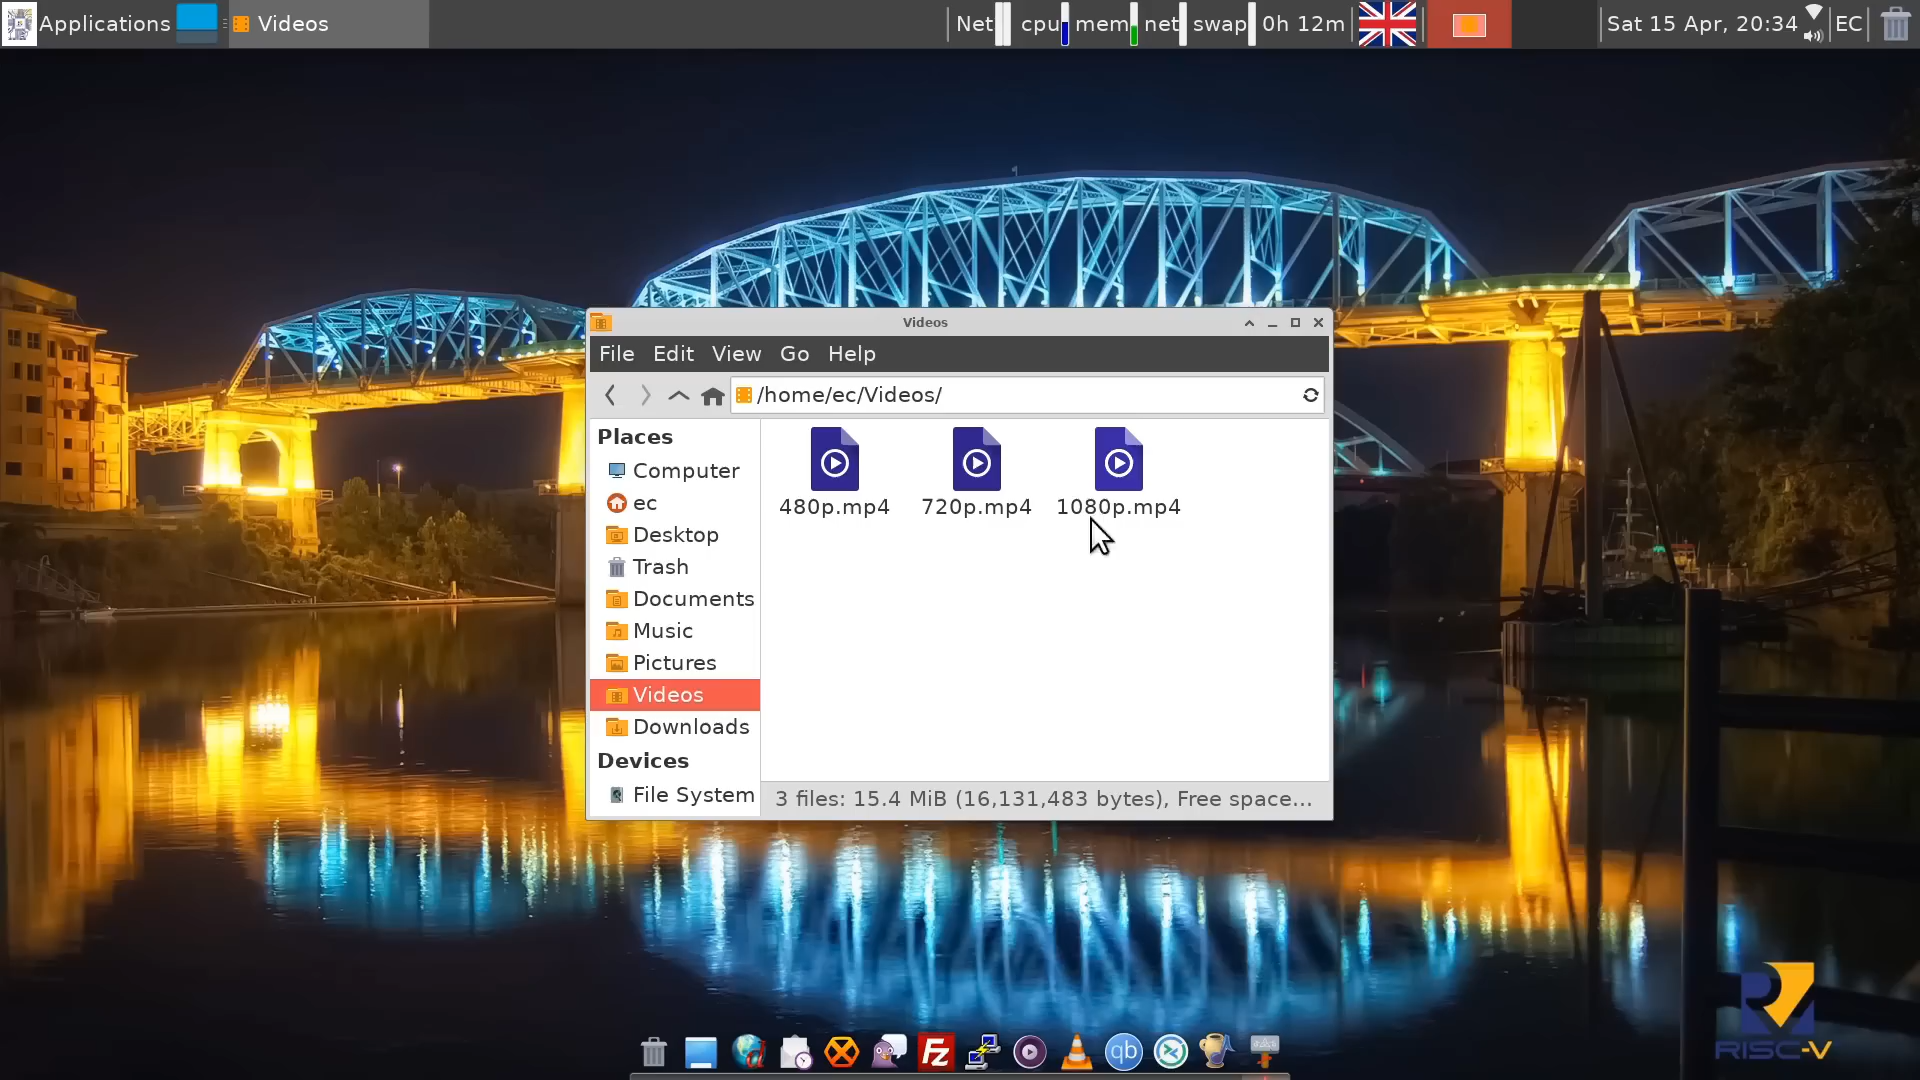 Applications Videos Net cpu mem net swap 0h 12m Sat 15 Apr, 20:34 EC
Videos
File Edit View Go Help
/home/ec/Videos/
Places
Computer
ec
Desktop
Trash
Documents
Music
Pictures
Videos
Downloads
Devices
File System
480p.mp4 720p.mp4 1080p.mp4
3 files: 15.4 MiB (16,131,483 bytes), Free space...
Fz
qb
RISC-V